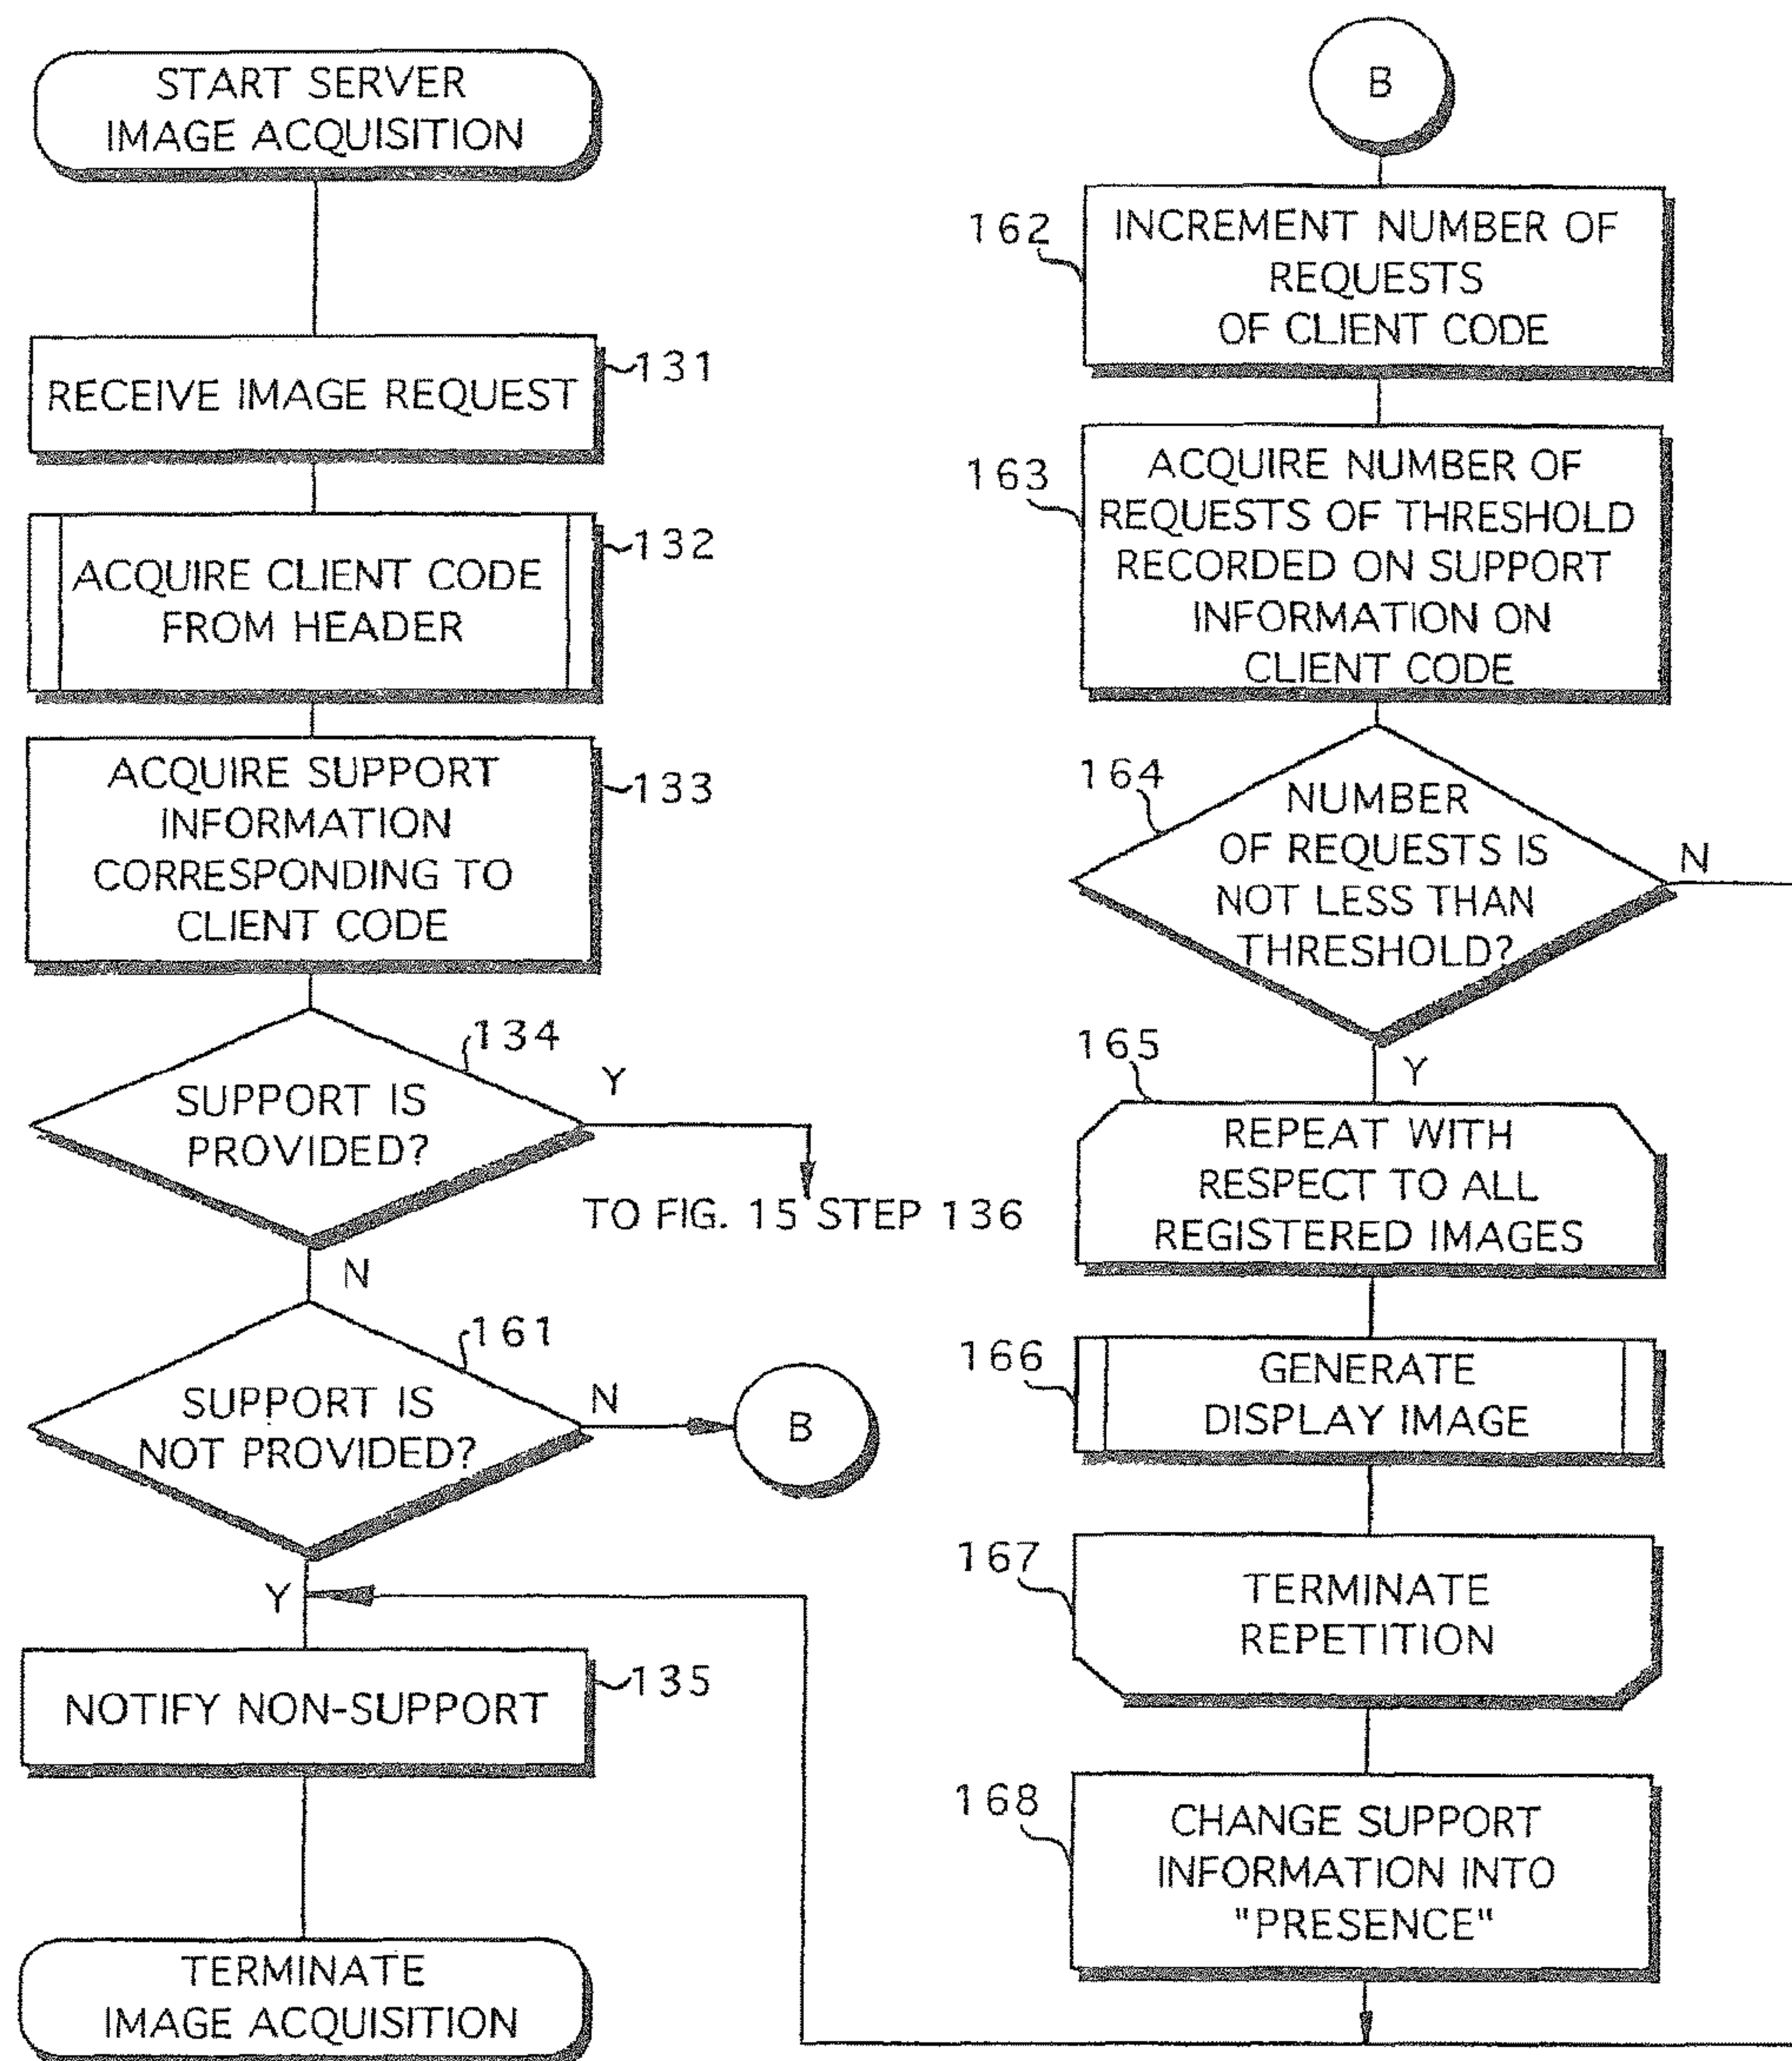 START SERVER
IMAGE ACQUISITION
RECEIVE IMAGE REQUEST
131
ACQUIRE CLIENT CODE
FROM HEADER
132
ACQUIRE SUPPORT
INFORMATION
CORRESPONDING TO
CLIENT CODE
133
134
SUPPORT IS
PROVIDED?
Y
TO FIG. 15 STEP 136
N
161
SUPPORT IS
NOT PROVIDED?
N
B
Y
NOTIFY NON-SUPPORT
135
TERMINATE
IMAGE ACQUISITION
B
162
INCREMENT NUMBER OF
REQUESTS
OF CLIENT CODE
163
ACQUIRE NUMBER OF
REQUESTS OF THRESHOLD
RECORDED ON SUPPORT
INFORMATION ON
CLIENT CODE
164
NUMBER
OF REQUESTS IS
NOT LESS THAN
THRESHOLD?
N
Y
165
REPEAT WITH
RESPECT TO ALL
REGISTERED IMAGES
166
GENERATE
DISPLAY IMAGE
167
TERMINATE
REPETITION
168
CHANGE SUPPORT
INFORMATION INTO
"PRESENCE"